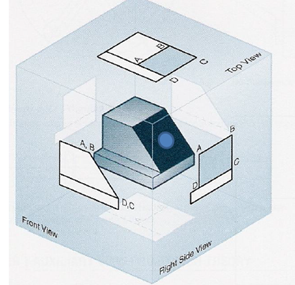 B
A
C
D
Top View
A, B
D,C
Front View
B
A
C
D
Right Side View